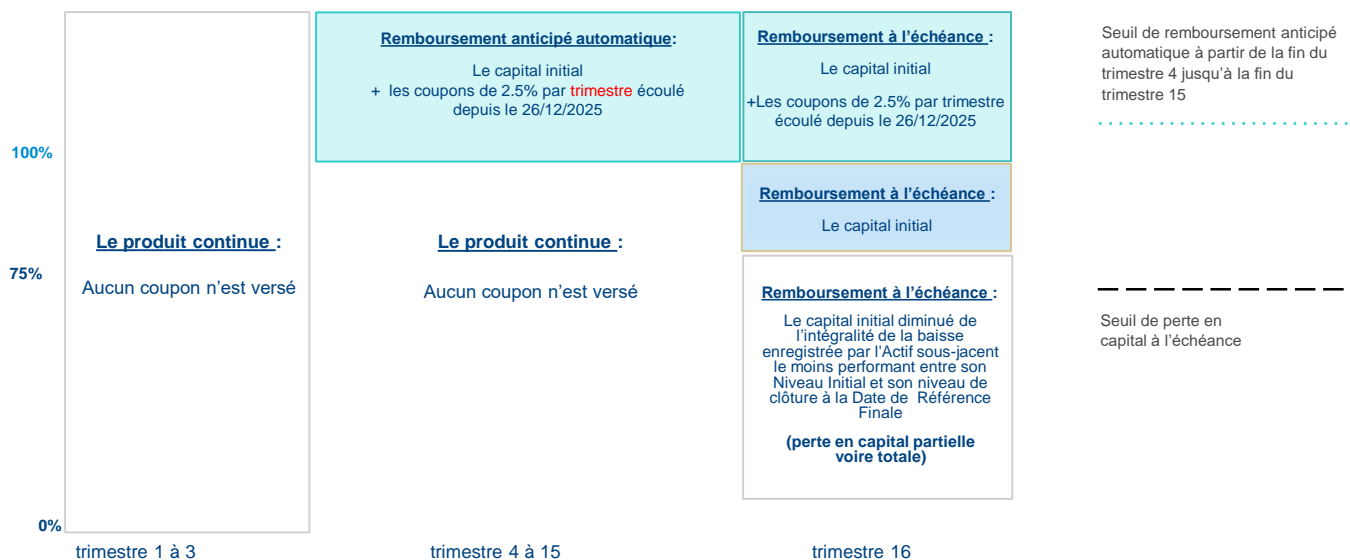 100%
75%
0%
Le produit continue :
Aucun coupon n’est versé
trimestre 1 à 3
Remboursement anticipé automatique:
Le capital initial
+ les coupons de 2.5% par trimestre écoulé
depuis le 26/12/2025
Le produit continue :
Aucun coupon n’est versé
trimestre 4 à 15
Remboursement à l’échéance :
Le capital initial
+Les coupons de 2.5% par trimestre
écoulé depuis le 26/12/2025
Remboursement à l’échéance :
Le capital initial
Remboursement à l’échéance :
Le capital initial diminué de
l’intégralité de la baisse
enregistrée par l’Actif sous-jacent
le moins performant entre son
Niveau Initial et son niveau de
clôture à la Date de Référence
Finale
(perte en capital partielle
voire totale)
trimestre 16
Seuil de remboursement anticipé
automatique à partir de la fin du
trimestre 4 jusqu’à la fin du
trimestre 15
Seuil de perte en
capital à l’échéance